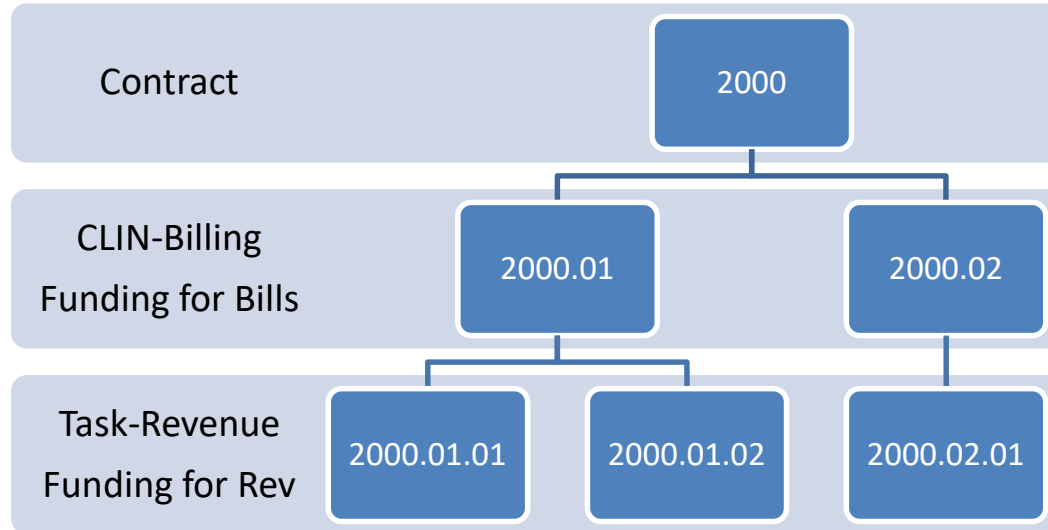 Contract
2000
CLIN-Billing
Funding for Bills
2000.01
2000.02
Task-Revenue
Funding for Rev
2000.01.01
2000.01.02
2000.02.01